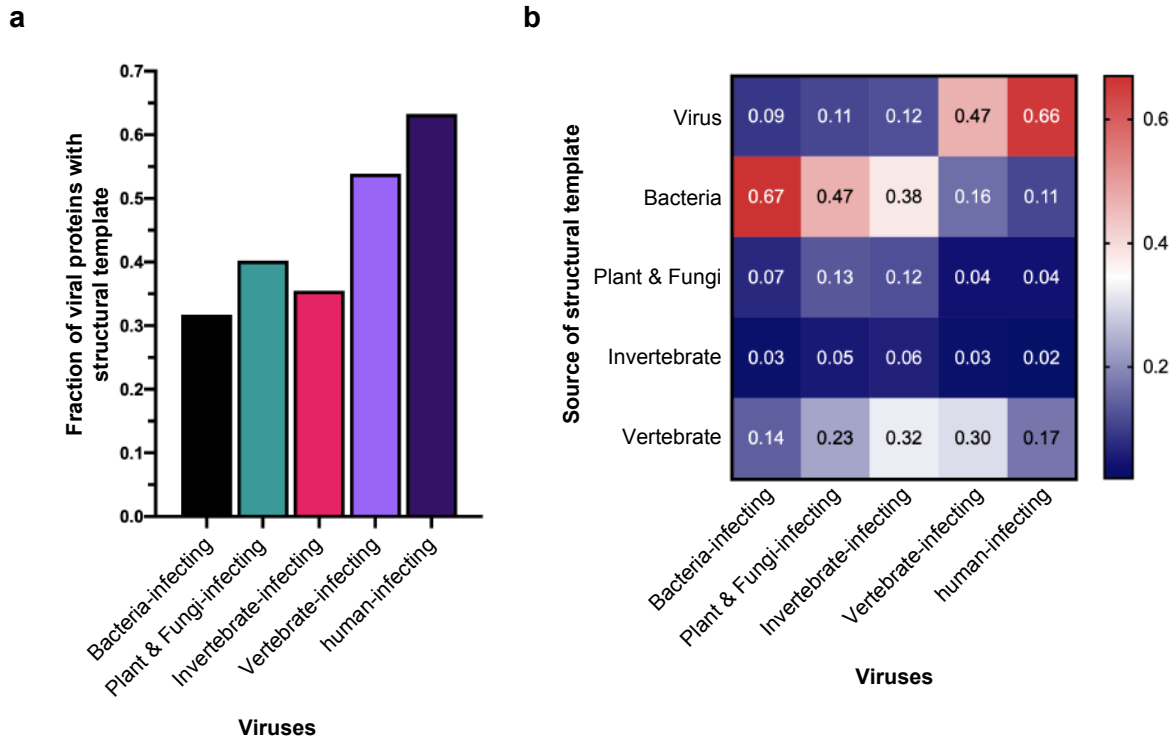 a
Fraction of viral proteins with
structural template
0.7
0.6
0.5
0.4
0.3
0.2
0.1
0.0
Bacteria-infecting
Plant & Fungi-infecting
Invertebrate-infecting
Vertebrate-infecting
human-infecting
Viruses
b
Source of structural template
Virus 0.09 0.11 0.12 0.47 0.66
Bacteria 0.67 0.47 0.38 0.16 0.11
Plant & Fungi 0.07 0.13 0.12 0.04 0.04
Invertebrate 0.03 0.05 0.06 0.03 0.02
Vertebrate 0.14 0.23 0.32 0.30 0.17
Bacteria-infecting
Plant & Fungi-infecting
Invertebrate-infecting
Vertebrate-infecting
human-infecting
Viruses
0.6
0.4
0.2